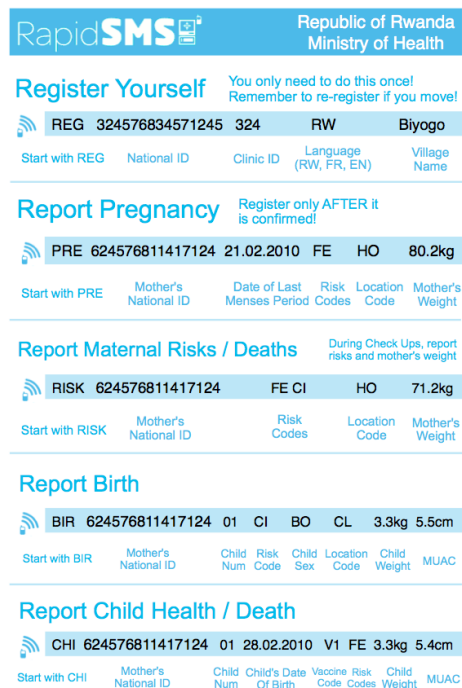 RapidSMS
Republic of Rwanda
Ministry of Health
Register Yourself
You only need to do this once!
Remember to re-register if you move!
REG 324576834571245 324 RW Biyogo
Start with REG National ID Clinic ID Language (RW, FR, EN) Village Name
Report Pregnancy
Register only AFTER it
is confirmed!
PRE 624576811417124 21.02.2010 FE HO 80.2kg
Start with PRE Mother's National ID Date of Last Menses Period Risk Codes Location Code Mother's Weight
Report Maternal Risks / Deaths
During Check Ups, report
risks and mother's weight
RISK 624576811417124 FE CI HO 71.2kg
Start with RISK Mother's National ID Risk Codes Location Code Mother's Weight
Report Birth
BIR 624576811417124 01 CI BO CL 3.3kg 5.5cm
Start with BIR Mother's National ID Child Num Risk Code Child Sex Location Code Child Weight MUAC
Report Child Health / Death
CHI 624576811417124 01 28.02.2010 V1 FE 3.3kg 5.4cm
Start with CHI Mother's National ID Child Num Child's Date Of Birth Vaccine Code Risk Codes Child Weight MUAC